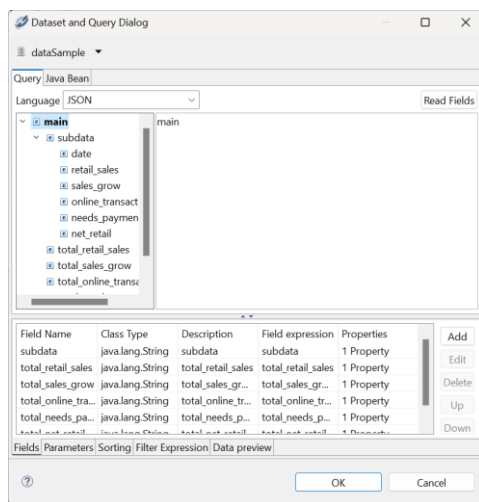 Dataset and Query Dialog
dataSample
Query Java Bean
Language JSON Read Fields
main main
subdata
date
retail_sales
sales_grow
online_transact
needs_paymen
net_retail
total_retail_sales
total_sales_grow
total_online_transa
Field Name Class Type Description Field expression Properties
subdata java.lang.String subdata subdata 1 Property
total_retail_sales java.lang.String total_retail_sales total_retail_sales 1 Property
total_sales_grow java.lang.String total_sales_gr... total_sales_gr... 1 Property
total_online_tra... java.lang.String total_online_tr... total_online_tr... 1 Property
total_needs_pa... java.lang.String total_needs_p... total_needs_p... 1 Property
Add
Edit
Delete
Up
Down
Fields Parameters Sorting Filter Expression Data preview
OK Cancel